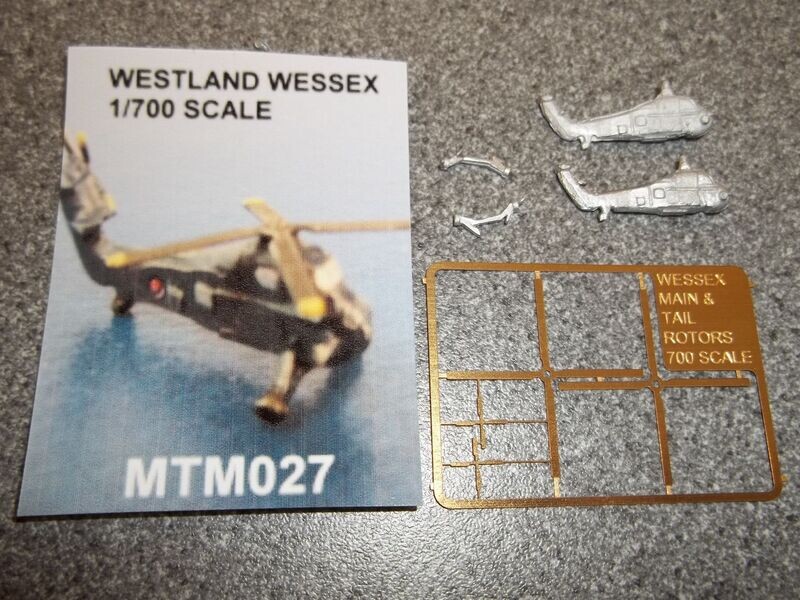 WESTLAND WESSEX
1/700 SCALE
MTM027
WESSEX
MAIN &
TAIL
ROTORS
700 SCALE